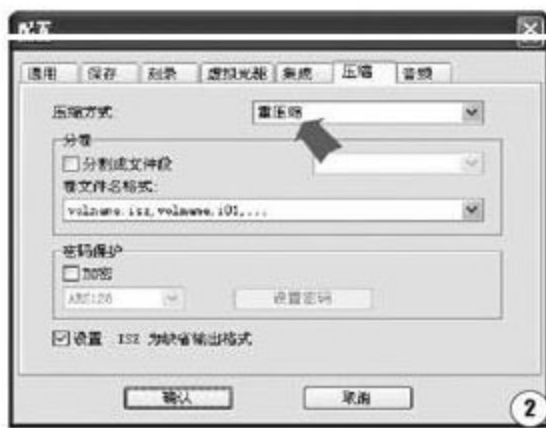 配置
通用 保存 刻录 虚拟光驱 集成 压缩 音频
压缩方式: 重压缩
分卷
分割成文件段
卷文件名格式:
volname.isz,volname.i01,...
密码保护
加密
AES128 设置密码
设置 ISZ 为缺省输出格式
确认 取消
2